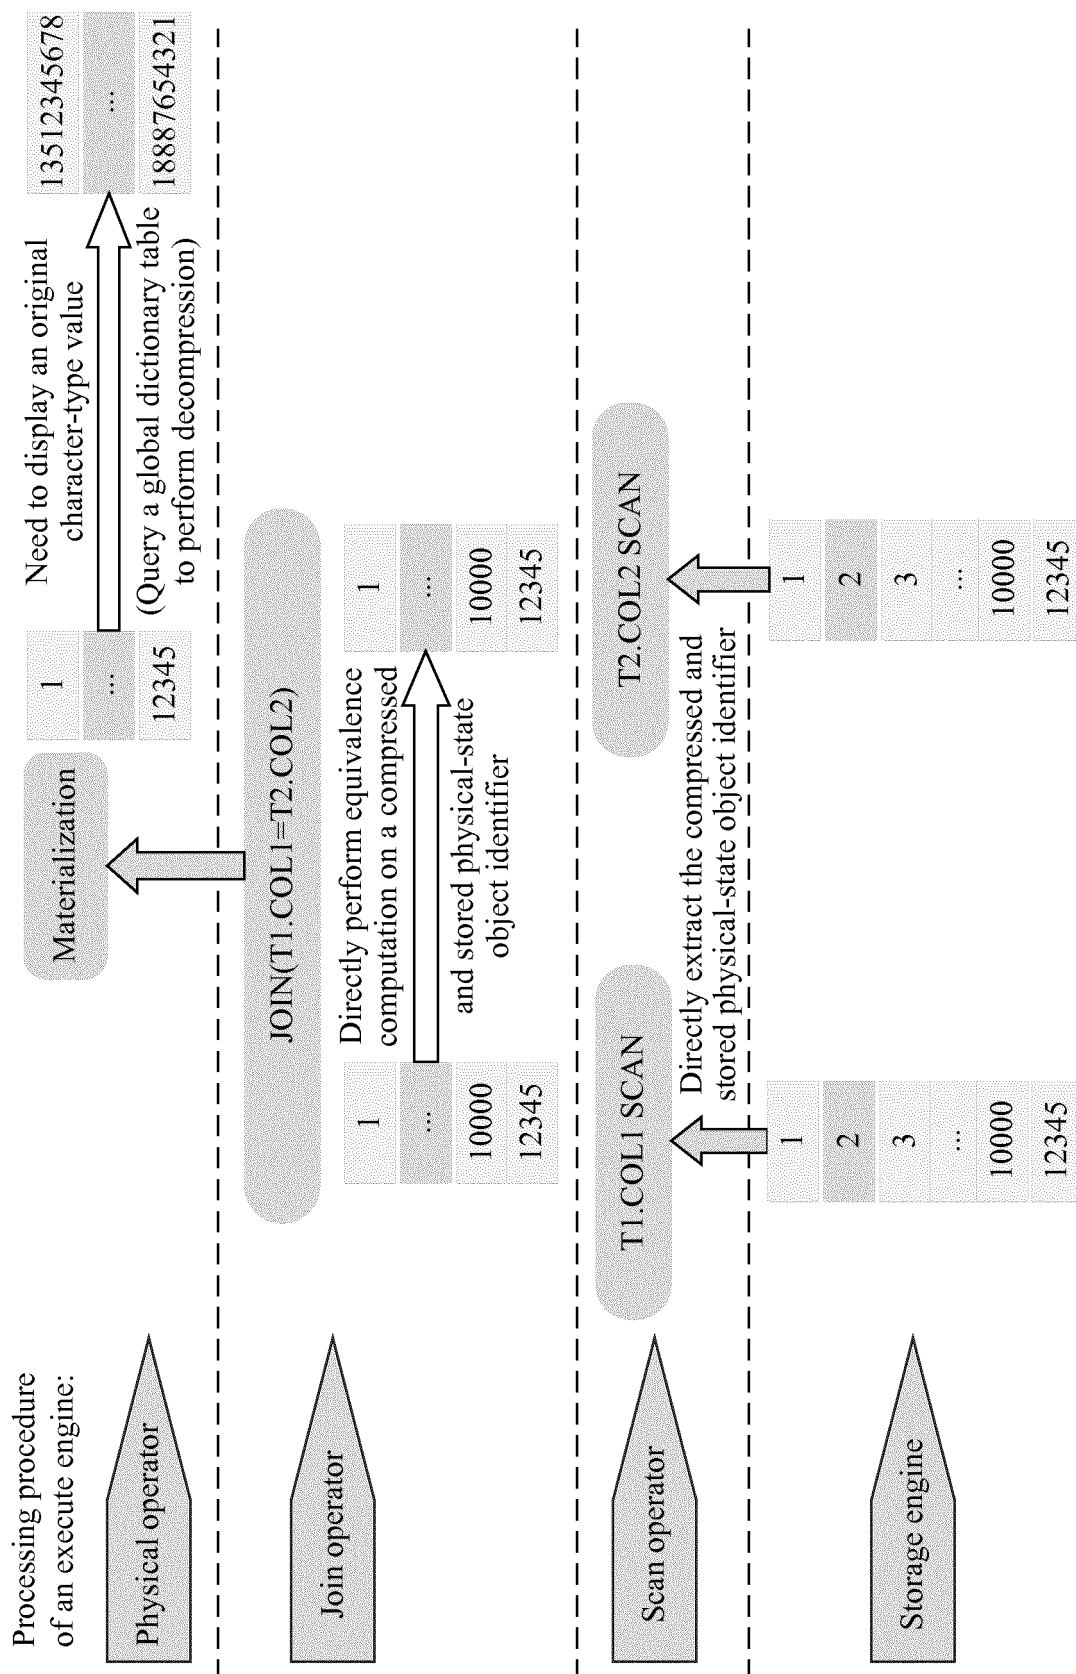 Processing procedure
of an execute engine:
Physical operator
Materialization
1
...
12345
Need to display an original
character-type value
(Query a global dictionary table
to perform decompression)
13512345678
...
18887654321
Join operator
JOIN(T1.COL1=T2.COL2)
1
...
10000
12345
Directly perform equivalence
computation on a compressed
and stored physical-state
object identifier
1
...
10000
12345
Scan operator
T1.COL1 SCAN
T2.COL2 SCAN
Directly extract the compressed and
stored physical-state object identifier
Storage engine
1
2
3
...
10000
12345
1
2
3
...
10000
12345